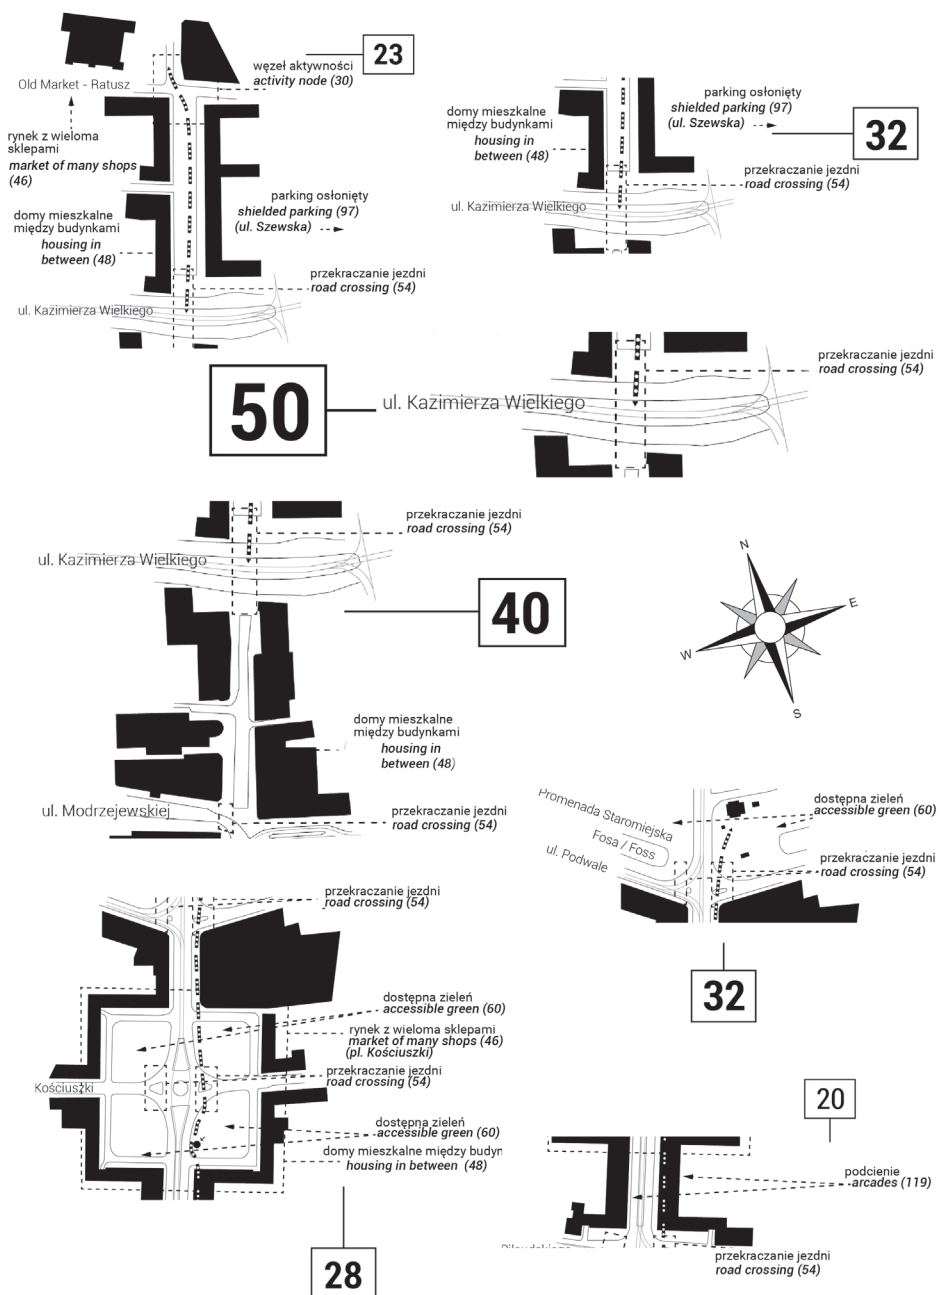 23
węzeł aktywności
activity node (30)
Old Market - Ratusz
rynek z wieloma
sklepami
market of many shops
(46)
domy mieszkalne
między budynkami
housing in
between (48)
parking osłonięty
shielded parking (97)
(ul. Szewska)
przekraczanie jezdni
road crossing (54)
ul. Kazimierza Wielkiego
parking osłonięty
shielded parking (97)
(ul. Szewska)
32
domy mieszkalne
między budynkami
housing in
between (48)
przekraczanie jezdni
road crossing (54)
ul. Kazimierza Wielkiego
50
ul. Kazimierza Wielkiego
przekraczanie jezdni
road crossing (54)
przekraczanie jezdni
road crossing (54)
ul. Kazimierza Wielkiego
40
domy mieszkalne
między budynkami
housing in
between (48)
ul. Modrzejewskiej
przekraczanie jezdni
road crossing (54)
N
E
W
S
Promenada Staromiejska
Fosa / Foss
ul. Podwale
dostępna zieleń
accessible green (60)
przekraczanie jezdni
road crossing (54)
32
przekraczanie jezdni
road crossing (54)
dostępna zieleń
accessible green (60)
rynek z wieloma sklepami
market of many shops (46)
(pl. Kościuszki)
przekraczanie jezdni
road crossing (54)
Kościuszki
dostępna zieleń
accessible green (60)
domy mieszkalne między budyn
housing in between (48)
28
20
podcienie
arcades (119)
przekraczanie jezdni
road crossing (54)